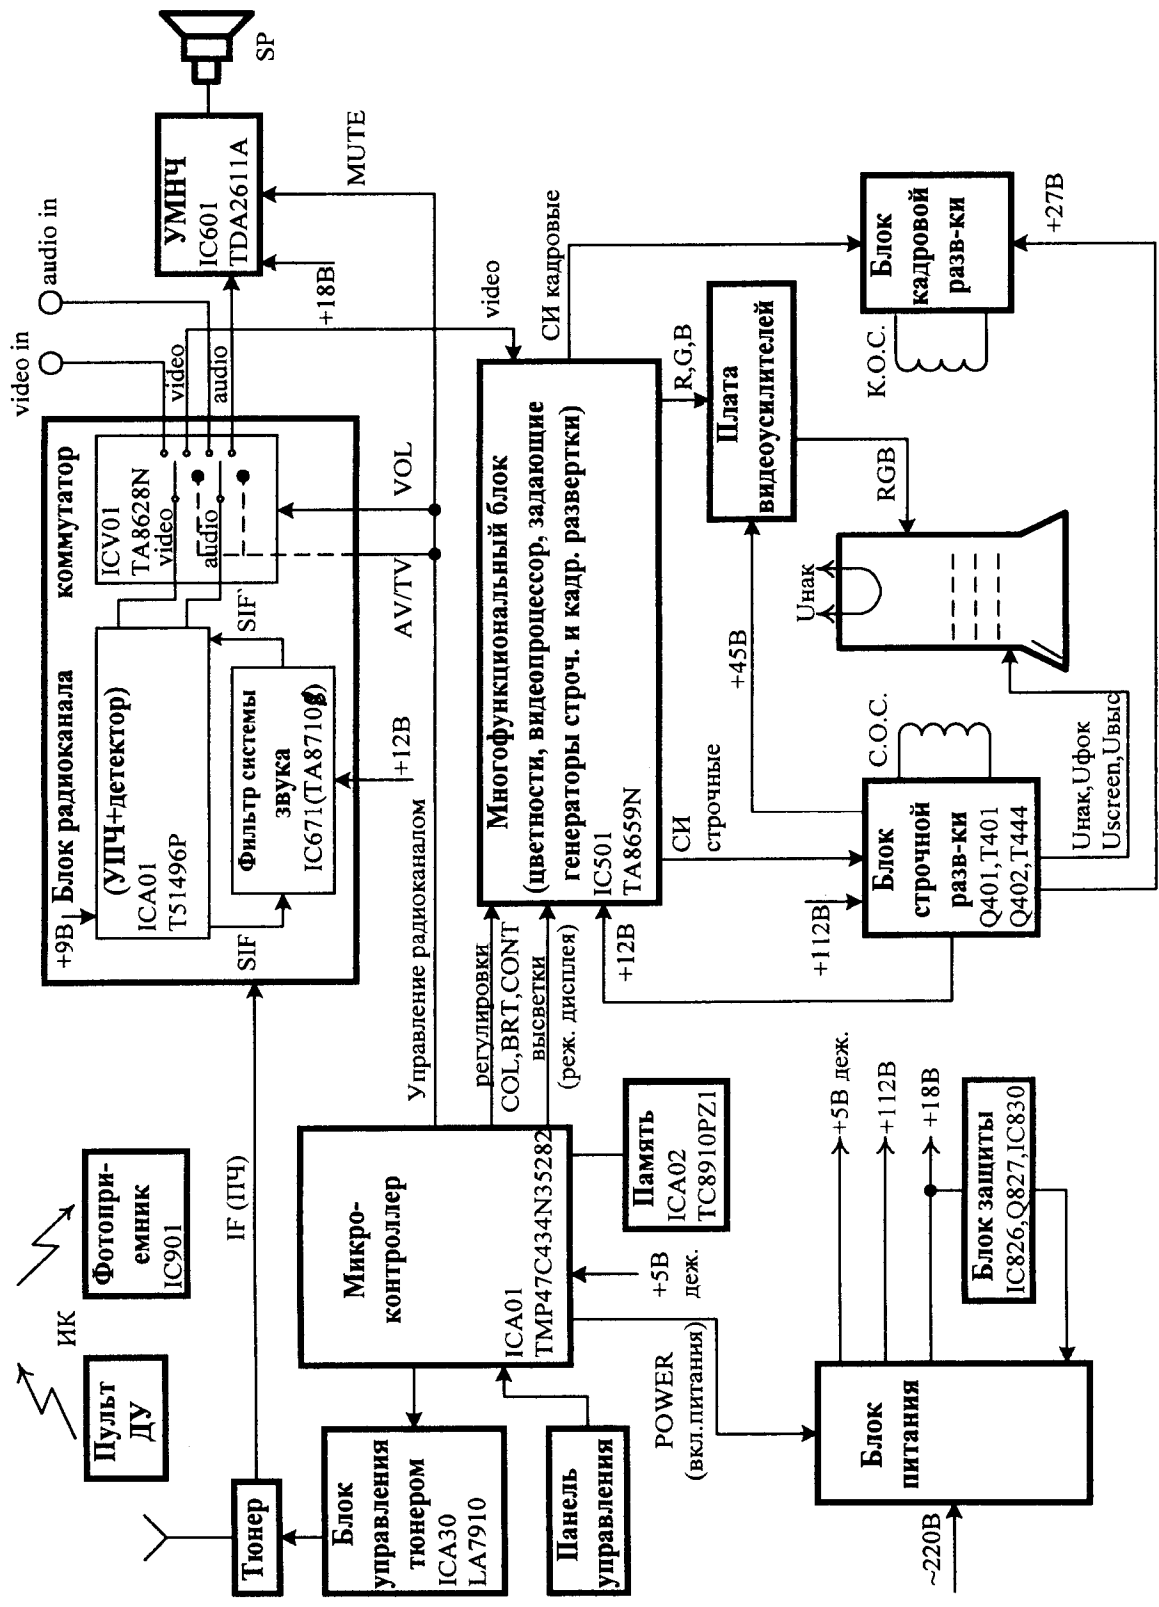 Пульт
ДУ
ИК
Фотопри-
емник
IC901
Тюнер
IF (ПЧ)
Блок
управления
тюнером
ICA30
LA7910
Панель
управления
Микро-
контроллер
ICA01
TMP47C434N35282
Память
ICA02
TC8910PZ1
+5В
деж.
POWER
(вкл.питания)
~220В
Блок
питания
+5В деж.
+112В
+18В
Блок защиты
IC826,Q827,IC830
Блок радиоканала
+9В
(УПЧ+детектор)
ICA01
T51496P
SIF
SIF
Фильтр системы
звука
+12В
коммутатор
ICV01
TA8628N
video
audio
video in
audio in
video
audio
Управление радиоканалом
AV/TV
VOL
MUTE
УМНЧ
IC601
TDA2611A
+18В
SP
video
регулировки
COL,BRT,CONT
высветки
(реж. дисплея)
+12В
Многофункциональный блок
(цветности, видеопроцессор, задающие
генераторы строч. и кадр. развертки)
IC501
TA8659N
СИ
строчные
R,G,B
СИ кадровые
Плата
видеоусилителей
+45В
RGB
Uнак
+112В
Блок
строчной
разв-ки
Q401,T401
Q402,T444
С.О.С.
Uнак,Uфок
Uscreen,Uвыс
К.О.С.
Блок
кадровой
разв-ки
+27В